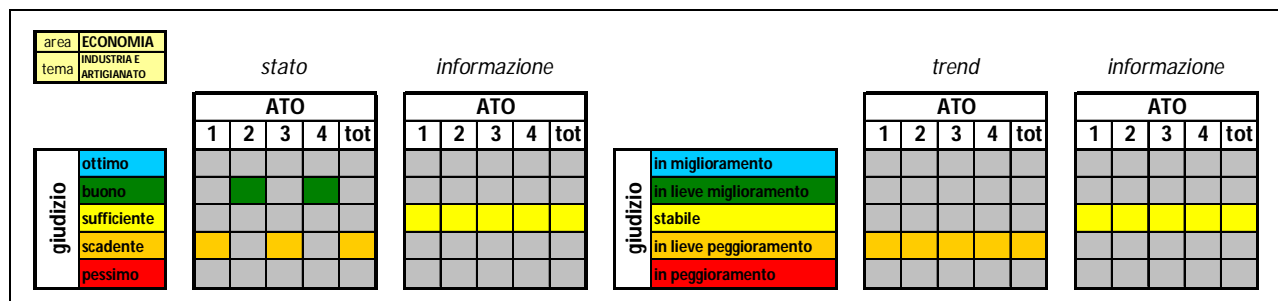 area ECONOMIA
tema INDUSTRIA E ARTIGIANATO
stato informazione trend informazione
ATO ATO ATO ATO
1 2 3 4 tot 1 2 3 4 tot 1 2 3 4 tot 1 2 3 4 tot
giudizio
ottimo
buono
sufficiente
scadente
pessimo
giudizio
in miglioramento
in lieve miglioramento
stabile
in lieve peggioramento
in peggioramento